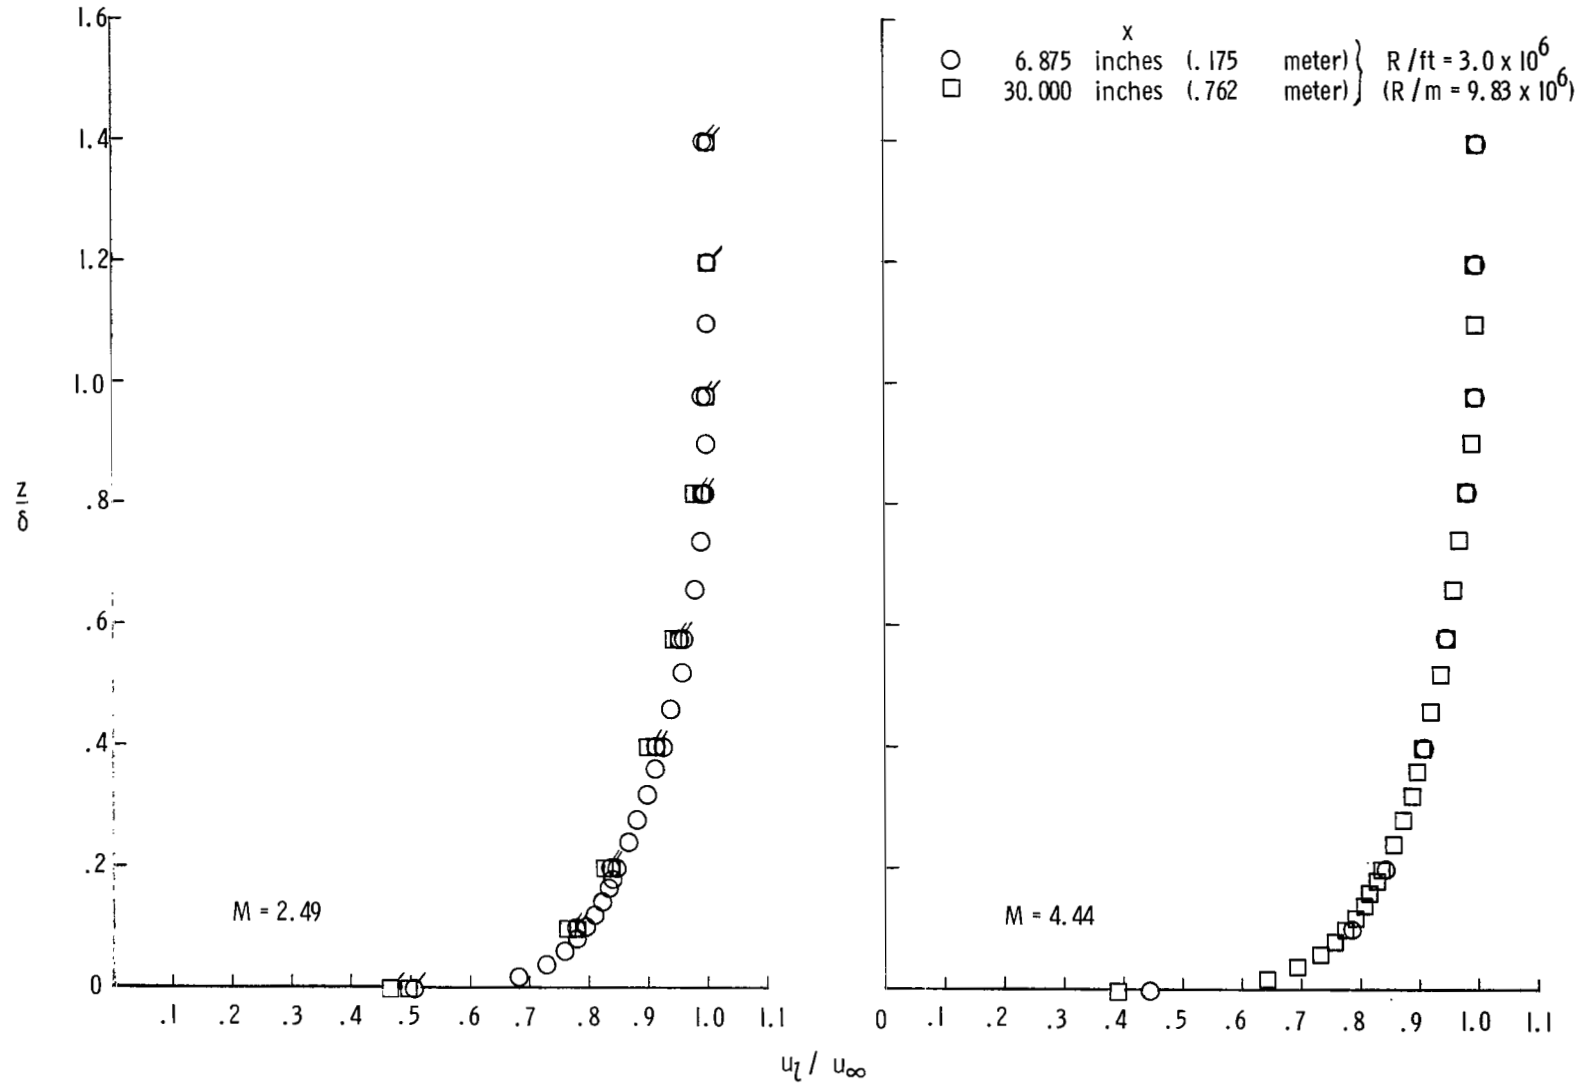 x
○ 6.875 inches (.175 meter) } R/ft = 3.0 x 10^6
□ 30.000 inches (.762 meter) } (R/m = 9.83 x 10^6)
1.6
1.4
1.2
1.0
.8
.6
.4
.2
0
z/δ
M = 2.49
M = 4.44
.1 .2 .3 .4 .5 .6 .7 .8 .9 1.0 1.1
0 .1 .2 .3 .4 .5 .6 .7 .8 .9 1.0 1.1
u_l / u_∞